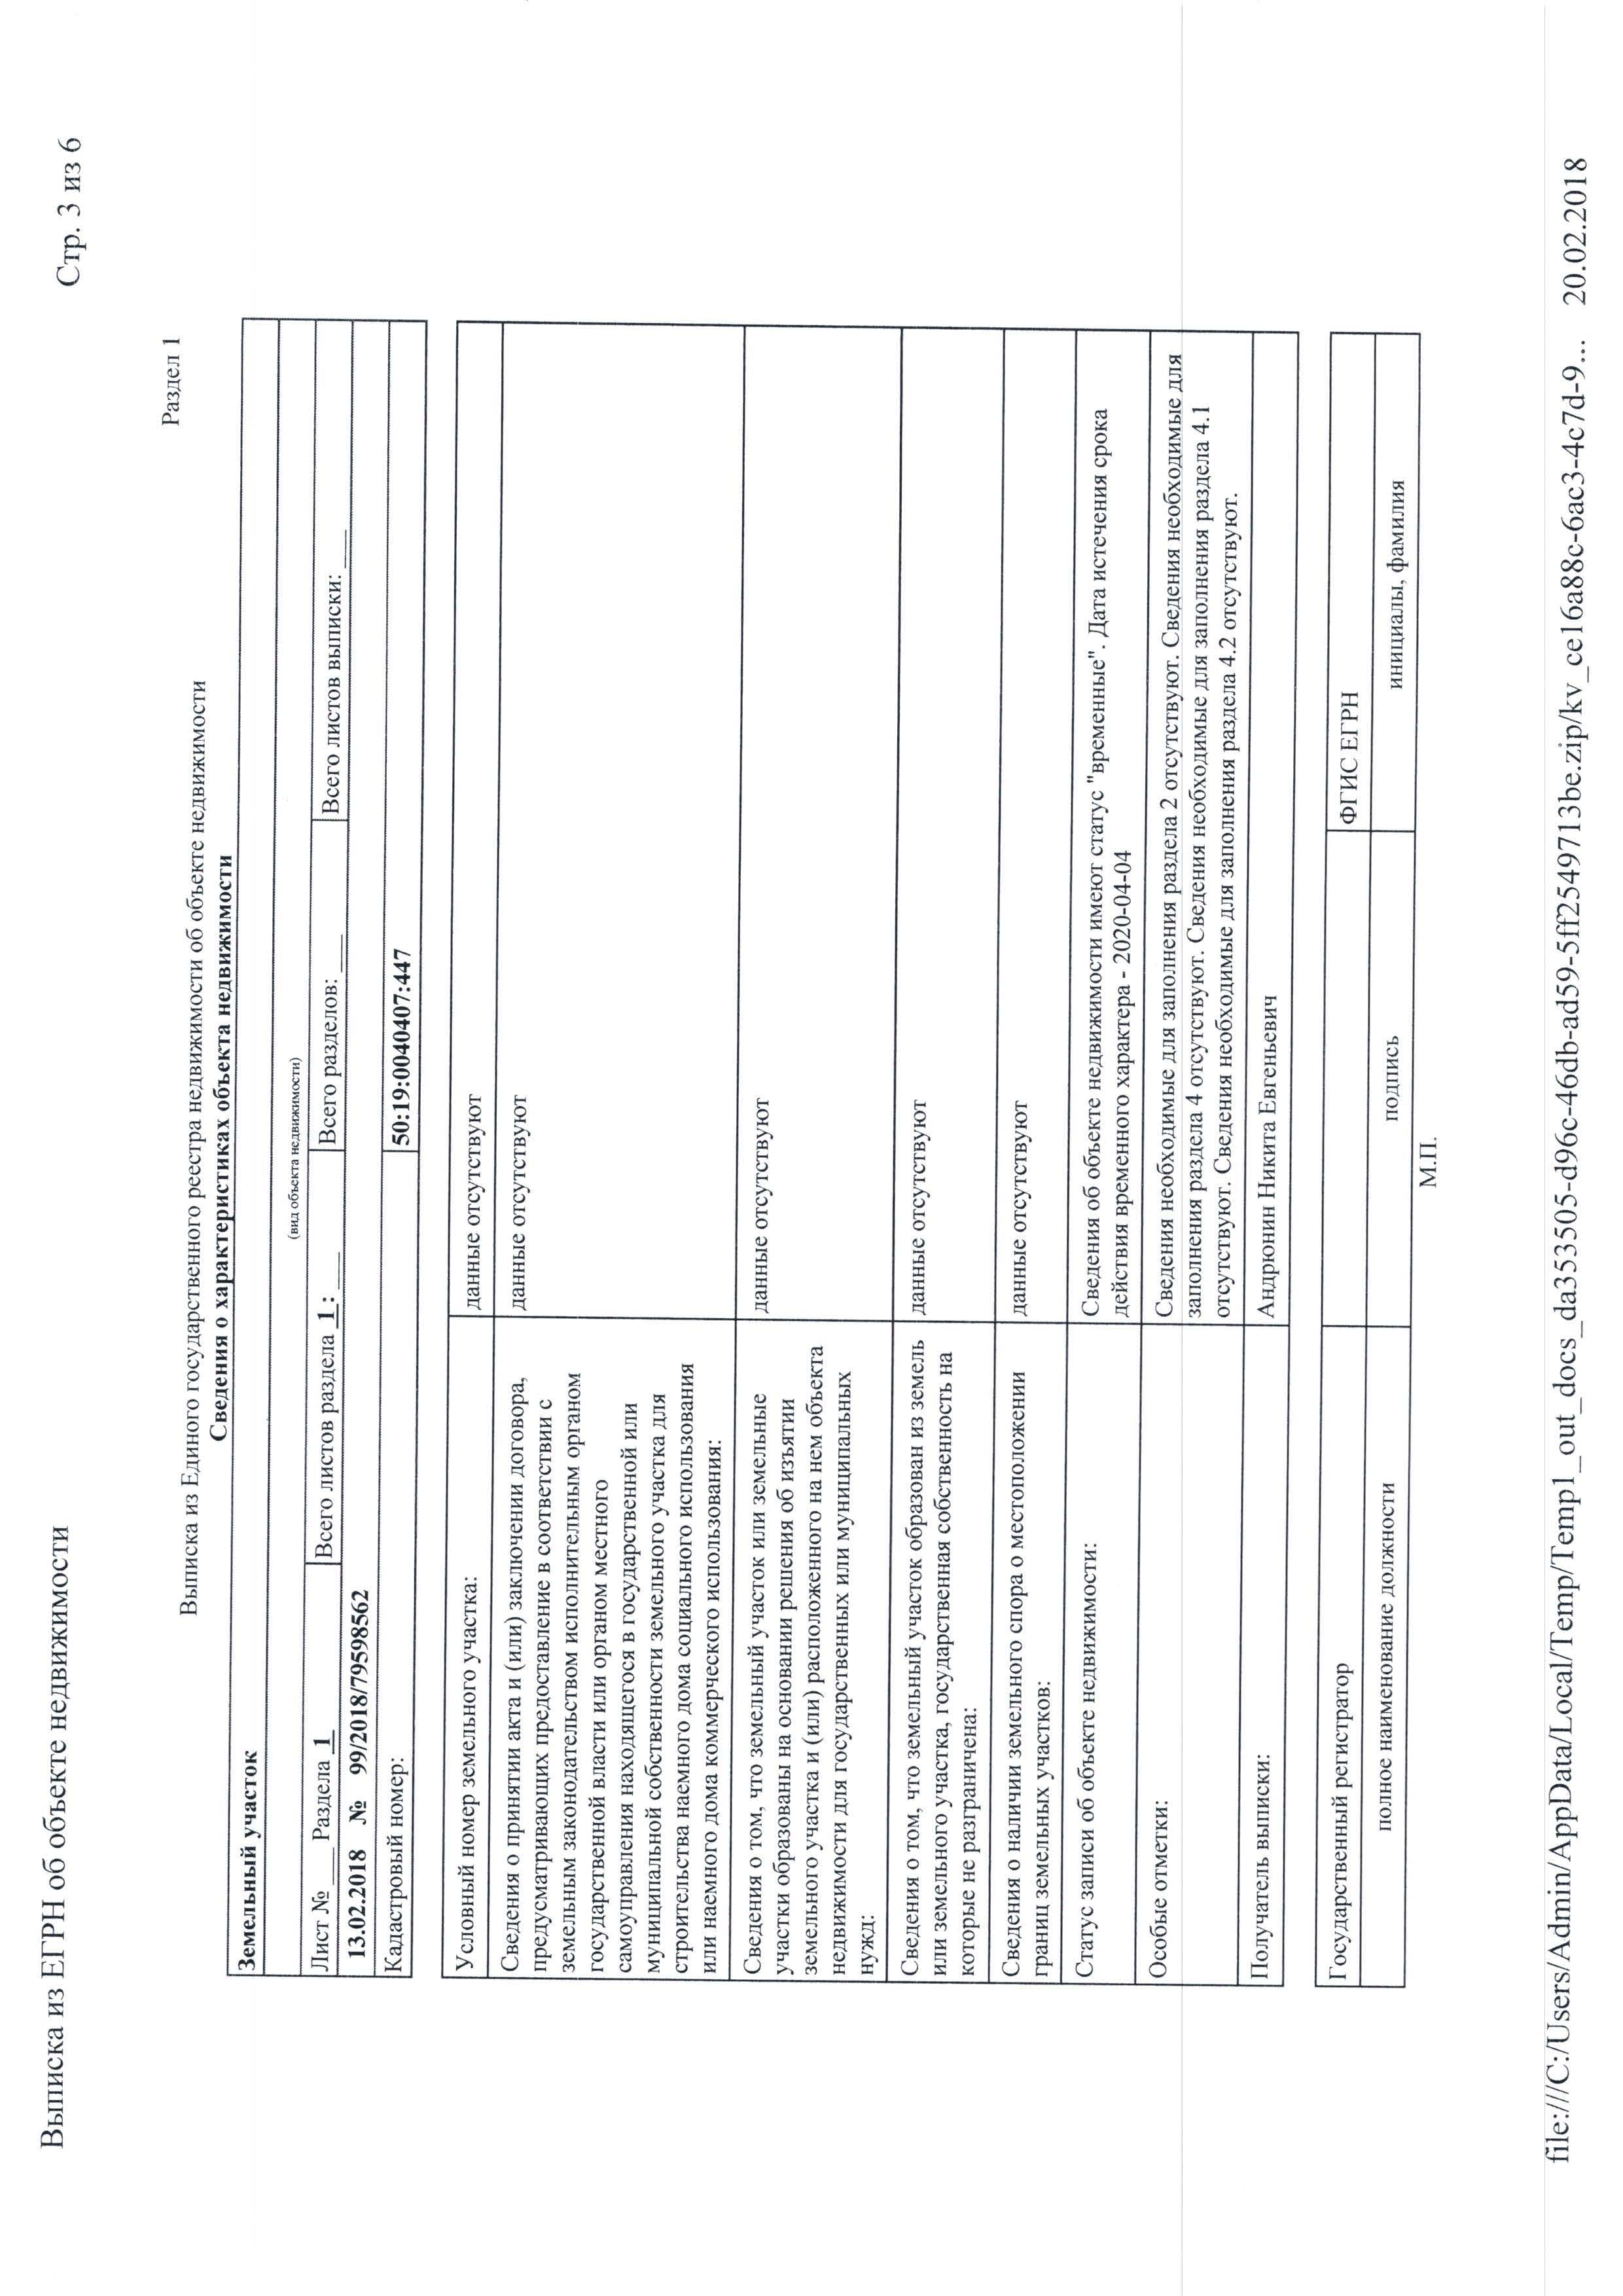 Выписка из ЕГРН об объекте недвижимости
Стр. 3 из 6
Раздел 1
Выписка из Единого государственного реестра недвижимости об объекте недвижимости
Сведения о характеристиках объекта недвижимости
Земельный участок
(вид объекта недвижимости)
Лист № ___ Раздела 1
Всего листов раздела 1 : ___
Всего разделов: ___
Всего листов выписки: ___
13.02.2018 № 99/2018/79598562
Кадастровый номер:
50:19:0040407:447
Условный номер земельного участка:
данные отсутствуют
Сведения о принятии акта и (или) заключении договора,
предусматривающих предоставление в соответствии с
земельным законодательством исполнительным органом
государственной власти или органом местного
самоуправления находящегося в государственной или
муниципальной собственности земельного участка для
строительства наемного дома социального использования
или наемного дома коммерческого использования:
данные отсутствуют
Сведения о том, что земельный участок или земельные
участки образованы на основании решения об изъятии
земельного участка и (или) расположенного на нем объекта
недвижимости для государственных или муниципальных
нужд:
данные отсутствуют
Сведения о том, что земельный участок образован из земель
или земельного участка, государственная собственность на
которые не разграничена:
данные отсутствуют
Сведения о наличии земельного спора о местоположении
границ земельных участков:
данные отсутствуют
Статус записи об объекте недвижимости:
Сведения об объекте недвижимости имеют статус "временные". Дата истечения срока
действия временного характера - 2020-04-04
Особые отметки:
Сведения необходимые для заполнения раздела 2 отсутствуют. Сведения необходимые для
заполнения раздела 4 отсутствуют. Сведения необходимые для заполнения раздела 4.1
отсутствуют. Сведения необходимые для заполнения раздела 4.2 отсутствуют.
Получатель выписки:
Андрюнин Никита Евгеньевич
Государственный регистратор
ФГИС ЕГРН
полное наименование должности
подпись
инициалы, фамилия
М.П.
file:///C:/Users/Admin/AppData/Local/Temp/Temp1_out_docs_da353505-d96c-46db-ad59-5ff2549713be.zip/kv_ce16a88c-6ac3-4c7d-9... 20.02.2018